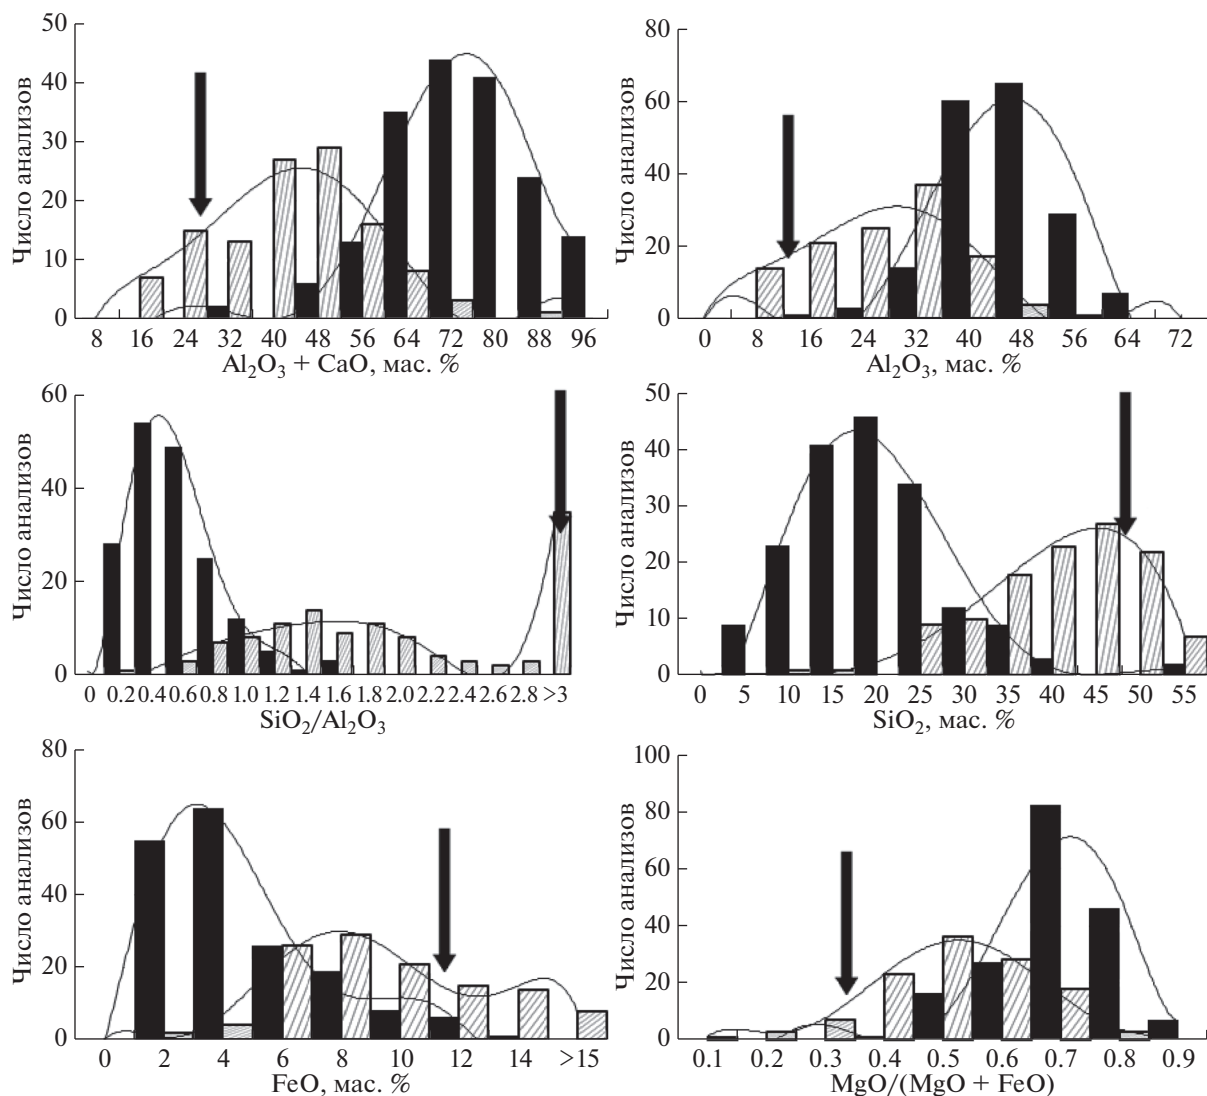 50
40
30
20
10
0
Число анализов
8 16 24 32 40 48 56 64 72 80 88 96
Al₂O₃ + CaO, мас. %
80
60
40
20
0
Число анализов
0 8 16 24 32 40 48 56 64 72
Al₂O₃, мас. %
60
40
20
0
Число анализов
0 0.2 0.4 0.6 0.8 1.0 1.2 1.4 1.6 1.8 2.0 2.2 2.4 2.6 2.8 >3
SiO₂/Al₂O₃
50
40
30
20
10
0
Число анализов
0 5 10 15 20 25 30 35 40 45 50 55
SiO₂, мас. %
80
60
40
20
0
Число анализов
0 2 4 6 8 10 12 14 >15
FeO, мас. %
100
80
60
40
20
0
Число анализов
0.1 0.2 0.3 0.4 0.5 0.6 0.7 0.8 0.9
MgO/(MgO + FeO)